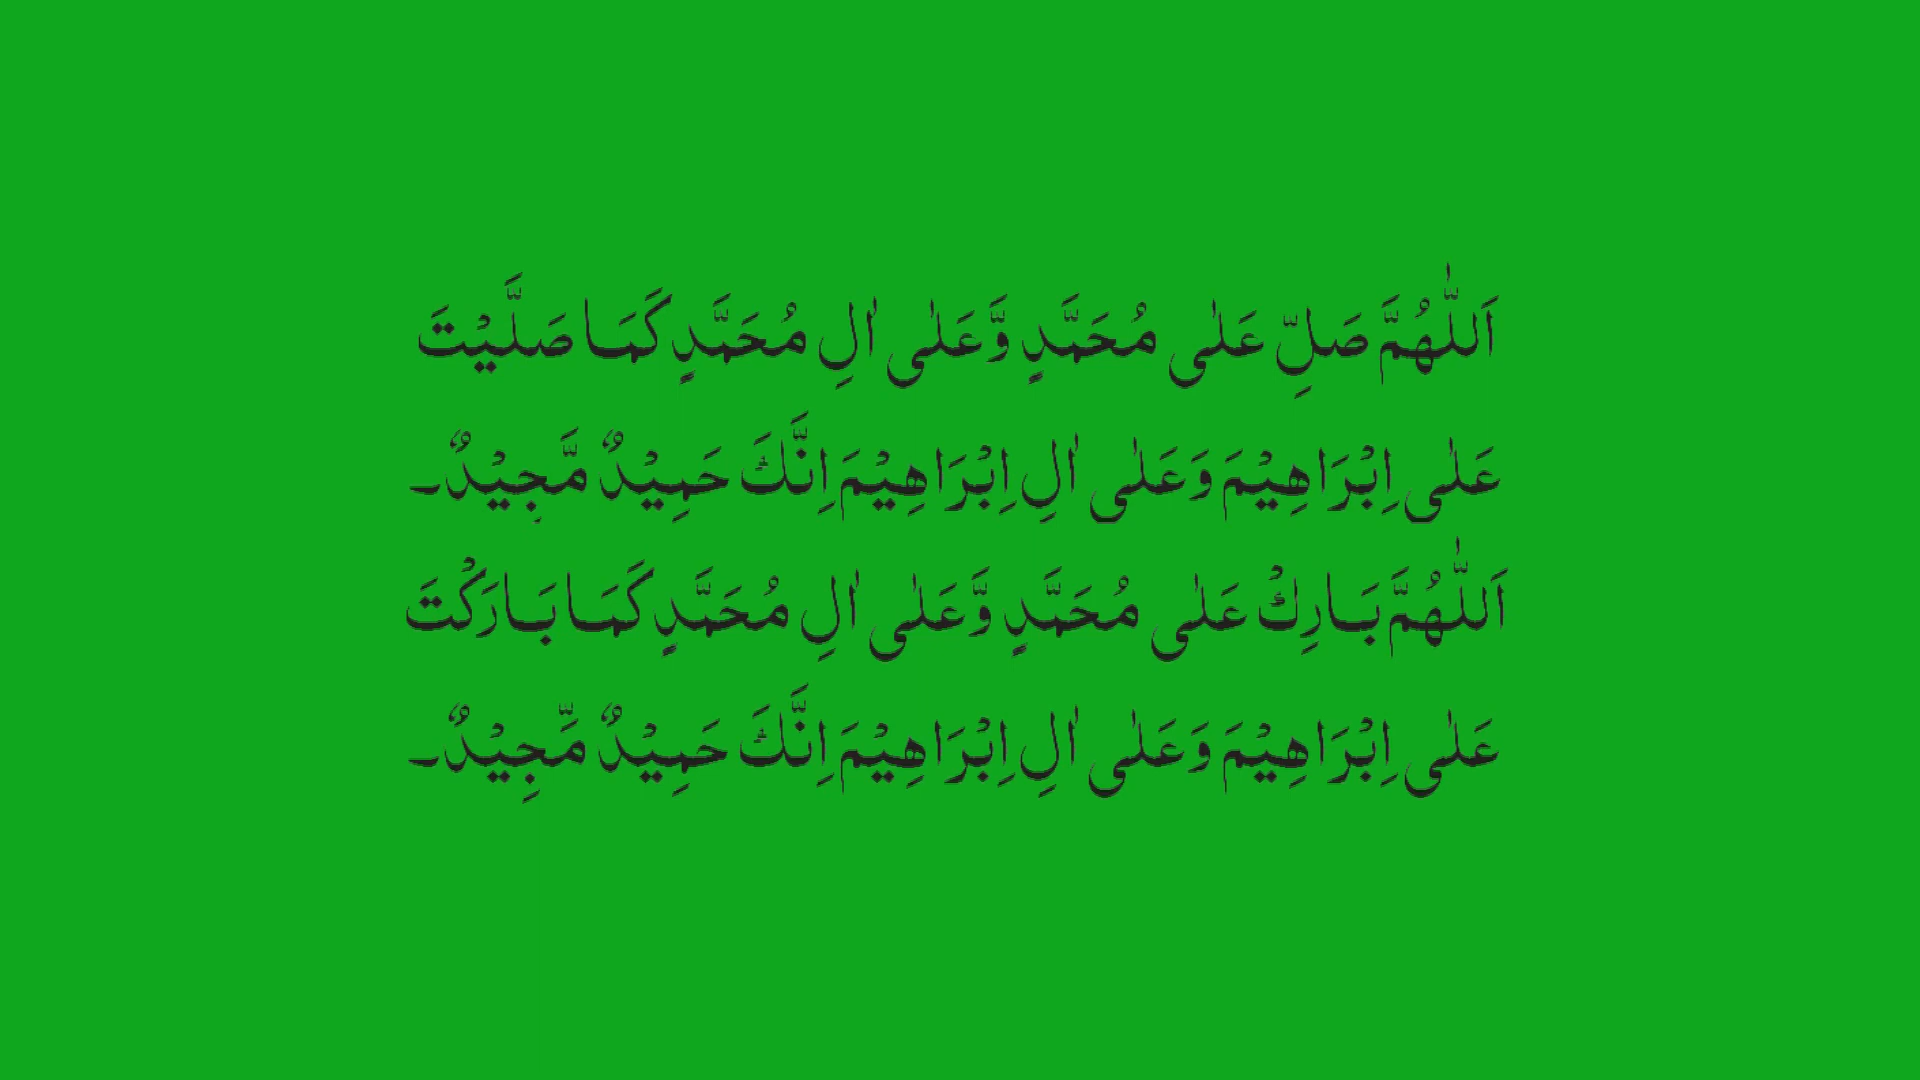 اَللّٰهُمَّ صَلِّ عَلٰى مُحَمَّدٍ وَّعَلٰى اٰلِ مُحَمَّدٍ كَمَا صَلَّيْتَ
عَلٰى اِبْرَاهِيْمَ وَعَلٰى اٰلِ اِبْرَاهِيْمَ اِنَّكَ حَمِيْدٌ مَّجِيْدٌ۔
اَللّٰهُمَّ بَارِكْ عَلٰى مُحَمَّدٍ وَّعَلٰى اٰلِ مُحَمَّدٍ كَمَا بَارَكْتَ
عَلٰى اِبْرَاهِيْمَ وَعَلٰى اٰلِ اِبْرَاهِيْمَ اِنَّكَ حَمِيْدٌ مَّجِيْدٌ۔